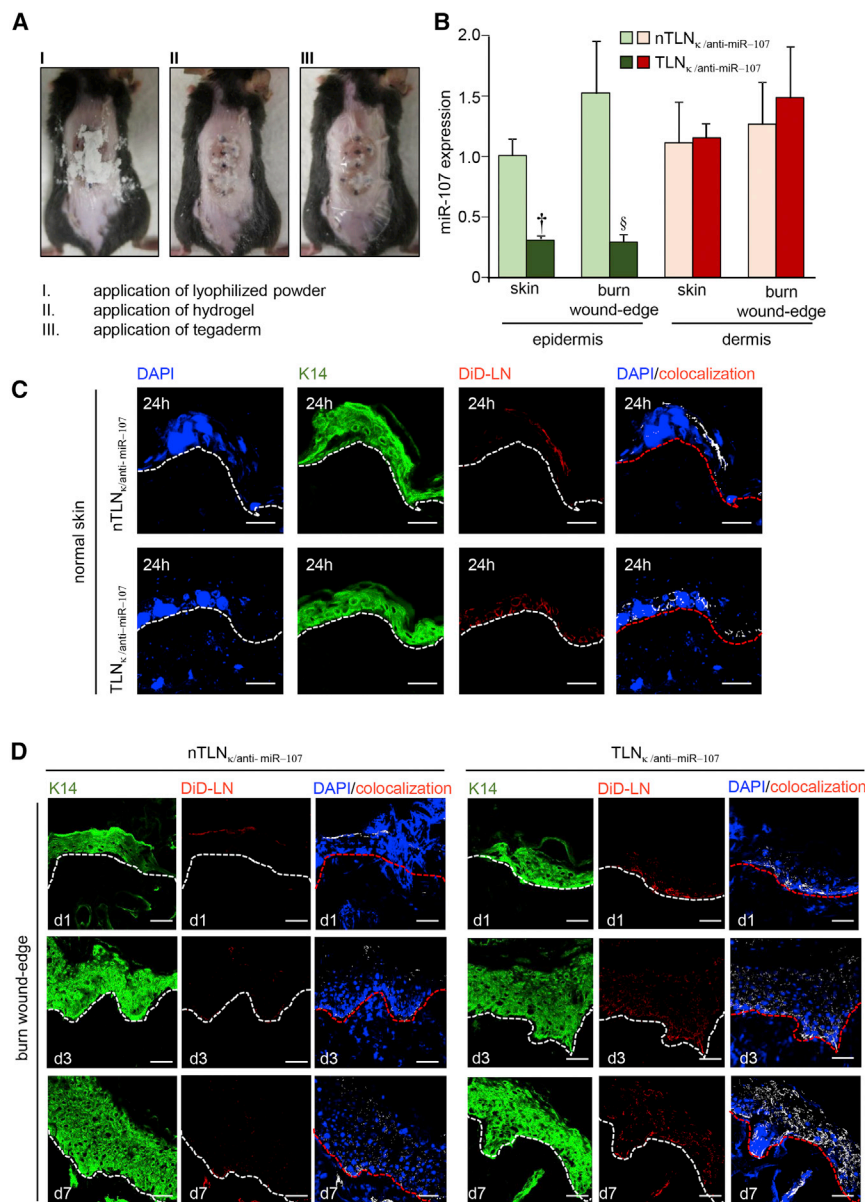 A
I
II
III
I. application of lyophilized powder
II. application of hydrogel
III. application of tegaderm
B
nTLNκ/anti-miR-107
TLNκ/anti-miR-107
miR-107 expression
2.0
1.5
1.0
0.5
0
†
§
skin
burn wound-edge
skin
burn wound-edge
epidermis
dermis
C
DAPI
K14
DiD-LN
DAPI/colocalization
normal skin
nTLNκ/anti-miR-107
24h
24h
24h
24h
TLNκ/anti-miR-107
24h
24h
24h
24h
D
nTLNκ/anti-miR-107
TLNκ/anti-miR-107
K14
DiD-LN
DAPI/colocalization
K14
DiD-LN
DAPI/colocalization
burn wound-edge
d1
d1
d1
d1
d1
d1
d3
d3
d3
d3
d3
d3
d7
d7
d7
d7
d7
d7